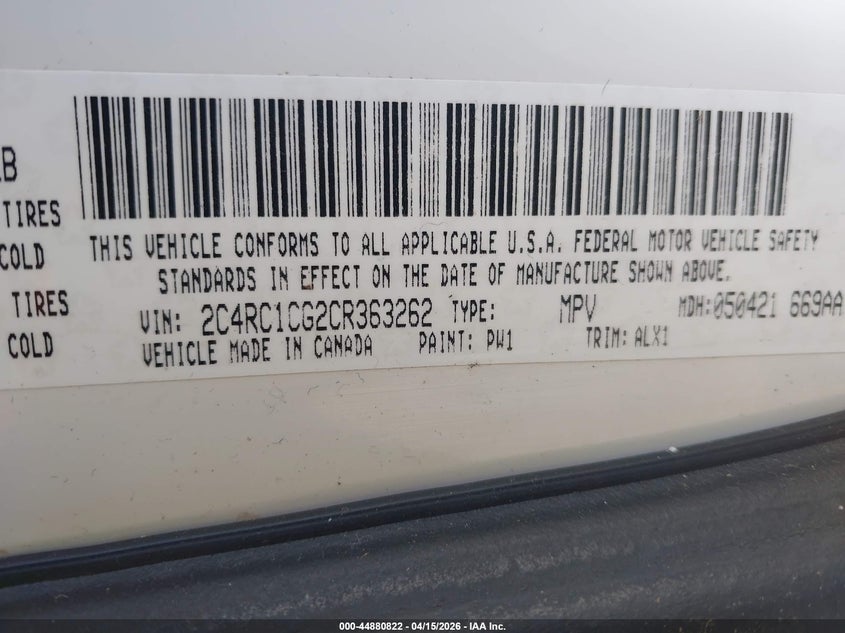 B
TIRES
COLD
TIRES
COLD
THIS VEHICLE CONFORMS TO ALL APPLICABLE U.S.A. FEDERAL MOTOR VEHICLE SAFETY
STANDARDS IN EFFECT ON THE DATE OF MANUFACTURE SHOWN ABOVE.
VIN: 2C4RC1CG2CR363262 TYPE: MPV MDH:050421 669AA
VEHICLE MADE IN CANADA PAINT: PW1 TRIM: ALX1
000-44880822 - 04/15/2026 - IAA Inc.